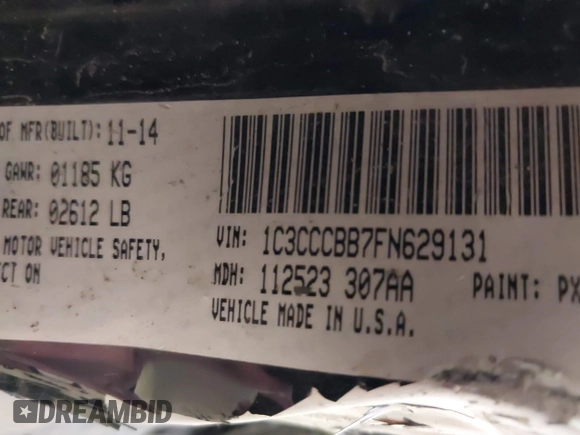 OF MFR(BUILT): 11-14
GAWR: 01185 KG
REAR: 02612 LB
MOTOR VEHICLE SAFETY,
ECT ON
VIN: 1C3CCCBB7FN629131
MDH: 112523 307AA PAINT: PX
VEHICLE MADE IN U.S.A.
DREAMBID